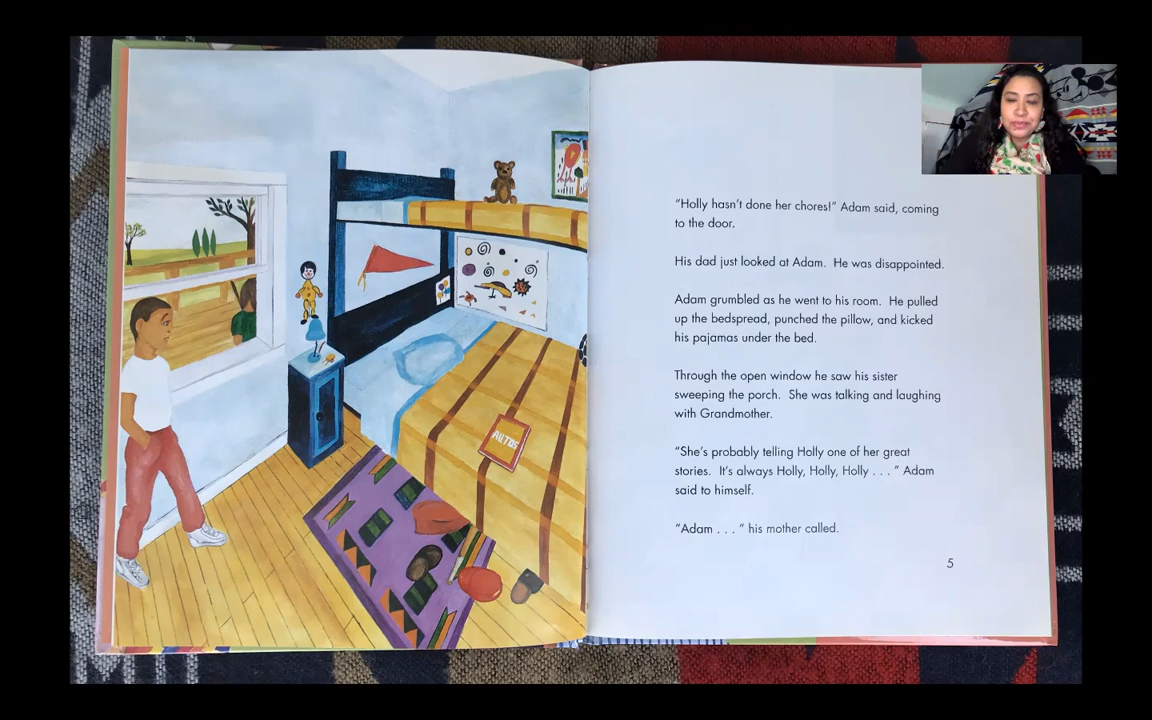 AUTOS
“Holly hasn’t done her chores!” Adam said, coming
to the door.
His dad just looked at Adam. He was disappointed.
Adam grumbled as he went to his room. He pulled
up the bedspread, punched the pillow, and kicked
his pajamas under the bed.
Through the open window he saw his sister
sweeping the porch. She was talking and laughing
with Grandmother.
“She’s probably telling Holly one of her great
stories. It’s always Holly, Holly, Holly . . . ” Adam
said to himself.
“Adam . . . “ his mother called.
5